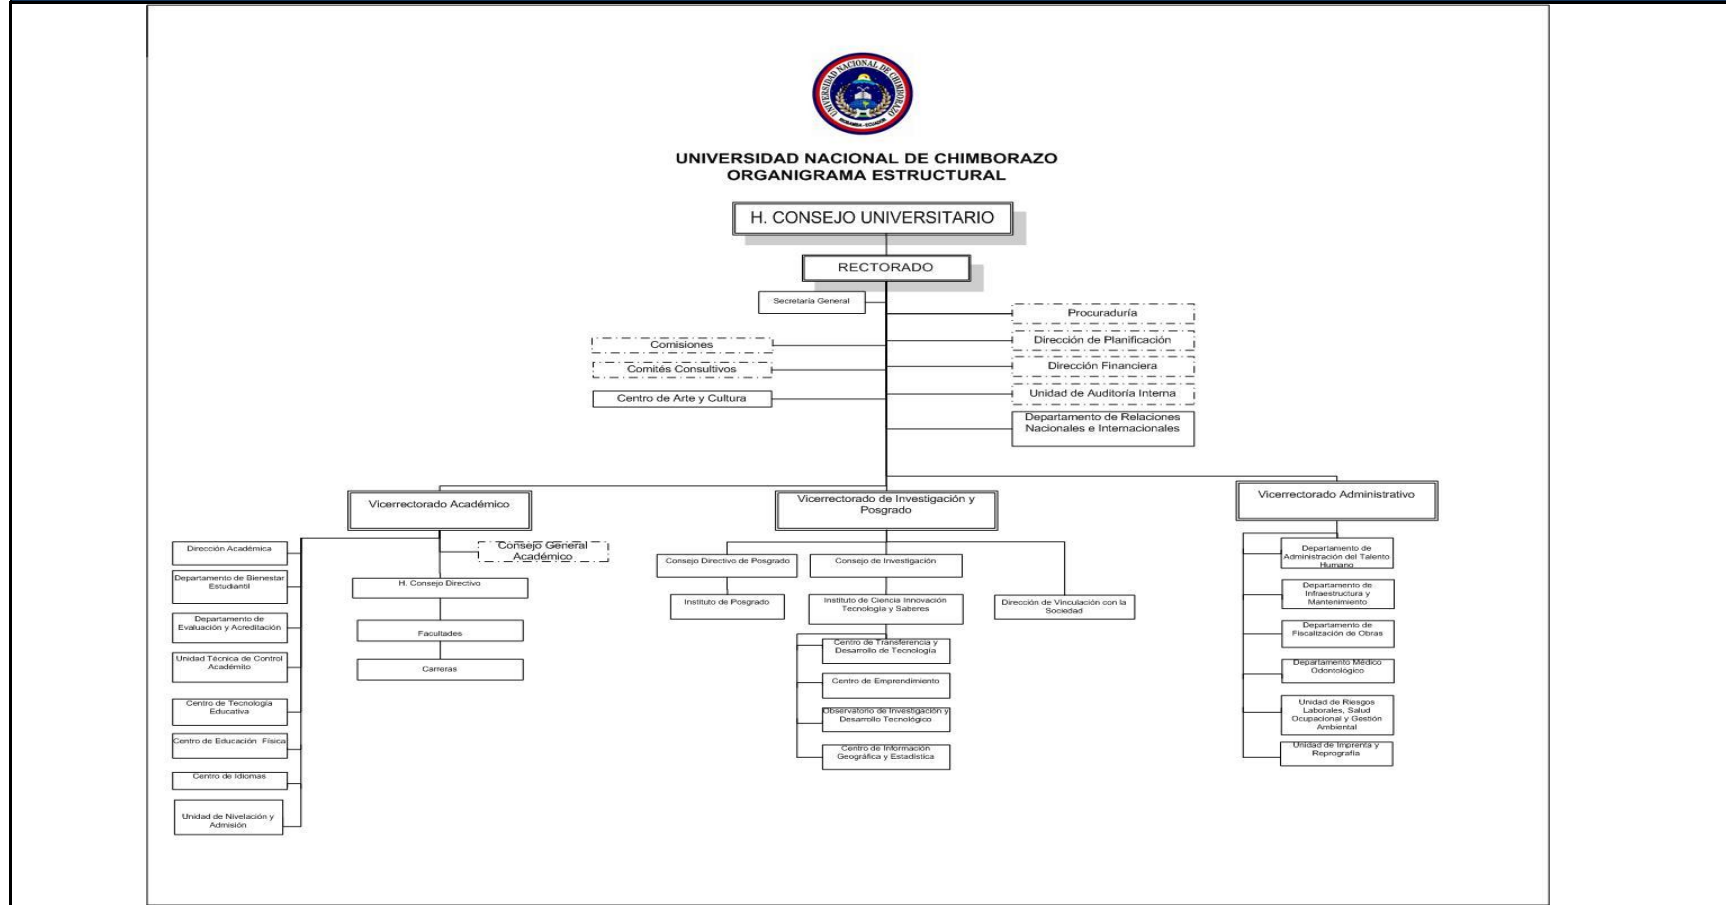 UNIVERSIDAD NACIONAL DE CHIMBORAZO
RIOBAMBA - ECUADOR
UNIVERSIDAD NACIONAL DE CHIMBORAZO
ORGANIGRAMA ESTRUCTURAL
H. CONSEJO UNIVERSITARIO
RECTORADO
Secretaría General
Procuraduría
Comisiones
Dirección de Planificación
Comités Consultivos
Dirección Financiera
Centro de Arte y Cultura
Unidad de Auditoría Interna
Departamento de Relaciones
Nacionales e Internacionales
Vicerrectorado Académico
Vicerrectorado de Investigación y
Posgrado
Vicerrectorado Administrativo
Dirección Académica
Departamento de Bienestar
Estudiantil
Departamento de
Evaluación y Acreditación
Unidad Técnica de Control
Académito
Centro de Tecnología
Educativa
Centro de Educación Física
Centro de Idiomas
Unidad de Nivelación y
Admisión
Consejo General
Académico
H. Consejo Directivo
Facultades
Carreras
Consejo Directivo de Posgrado
Instituto de Posgrado
Consejo de Investigación
Instituto de Ciencia Innovación
Tecnología y Saberes
Centro de Transferencia y
Desarrollo de Tecnología
Centro de Emprendimiento
Observatorio de Investigación y
Desarrollo Tecnológico
Centro de Información
Geográfica y Estadística
Dirección de Vinculación con la
Sociedad
Departamento de
Administración del Talento
Humano
Departamento de
Infraestructura y
Mantenimiento
Departamento de
Fiscalización de Obras
Departamento Médico
Odontológico
Unidad de Riesgos
Laborales, Salud
Ocupacional y Gestión
Ambiental
Unidad de Imprenta y
Reprografía